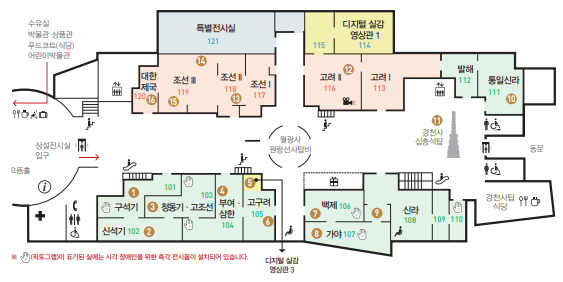 수유실
박물관 상품관
푸드코트(식당)
어린이박물관
특별전시실
121
디지털 실감
영상관 1
115
114
대한
제국
120
16
조선 Ⅲ
119
14
15
조선 Ⅱ
118
13
조선 Ⅰ
117
고려 Ⅱ
116
12
고려 Ⅰ
113
발해
112
통일신라
111
10
11
경천사
십층석탑
동문
상설전시실
입구
으뜸홀
월광사
원랑선사탑비
경천사탑
식당
1
구석기
101
3
청동기·고조선
103
신석기 102
2
4
부여·
삼한
104
5
고구려
105
6
백제 106
7
8
가야 107
9
신라
108
109
110
디지털 실감
영상관 3
※ (픽토그램)이 표기된 실에는 시각 장애인을 위한 촉각 전시품이 설치되어 있습니다.